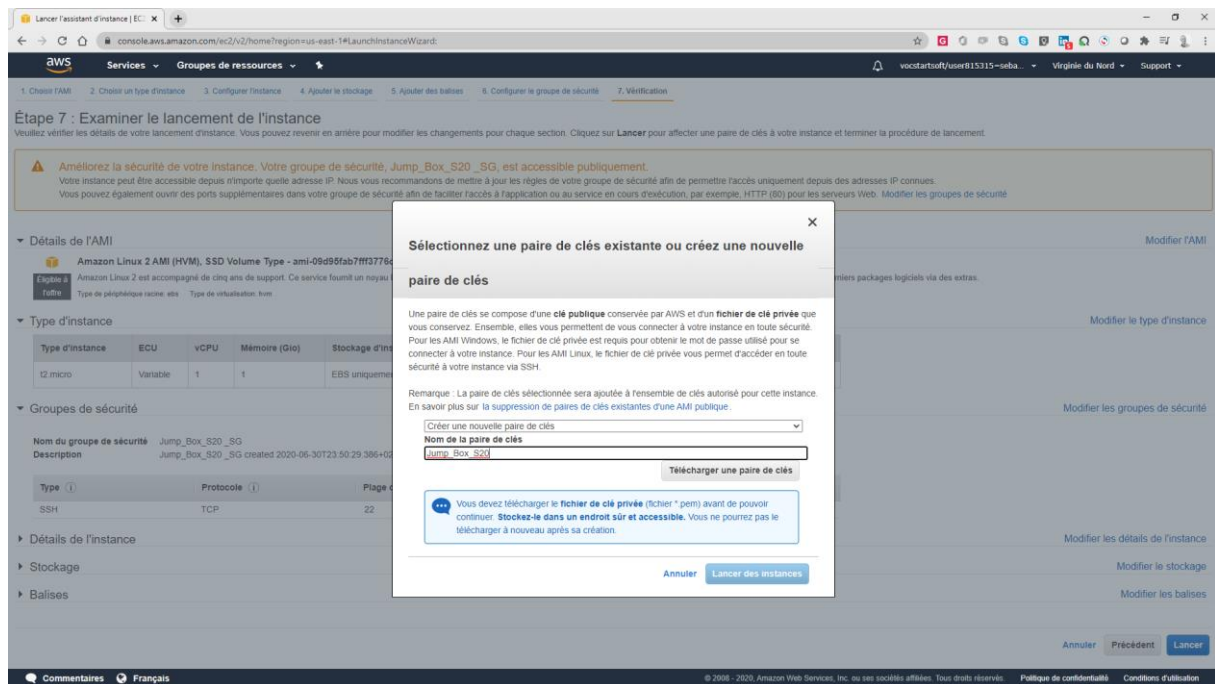 Lancer l'assistant d'instance | EC2
console.aws.amazon.com/ec2/v2/home?region=us-east-1#LaunchInstanceWizard:
aws Services Groupes de ressources vocstartsoft/user815315=seba... Virginie du Nord Support
1. Choisir l'AMI 2. Choisir un type d'instance 3. Configurer l'instance 4. Ajouter le stockage 5. Ajouter des balises 6. Configurer le groupe de sécurité 7. Vérification
Étape 7 : Examiner le lancement de l'instance
Veuillez vérifier les détails de votre lancement d'instance. Vous pouvez revenir en arrière pour modifier les changements pour chaque section. Cliquez sur Lancer pour affecter une paire de clés à votre instance et terminer la procédure de lancement.
Améliorez la sécurité de votre instance. Votre groupe de sécurité, Jump_Box_S20 _SG, est accessible publiquement.
Votre instance peut être accessible depuis n'importe quelle adresse IP. Nous vous recommandons de mettre à jour les règles de votre groupe de sécurité afin de permettre l'accès uniquement depuis des adresses IP connues.
Vous pouvez également ouvrir des ports supplémentaires dans votre groupe de sécurité afin de faciliter l'accès à l'application ou au service en cours d'exécution, par exemple, HTTP (80) pour les serveurs Web. Modifier les groupes de sécurité
Détails de l'AMI Modifier l'AMI
Amazon Linux 2 AMI (HVM), SSD Volume Type - ami-09d95fab7fff3776c
Éligible à l'offre
Amazon Linux 2 est accompagné de cinq ans de support. Ce service fournit un noyau
niers packages logiciels via des extras.
Type de périphérique racine: ebs Type de virtualisation: hvm
Type d'instance Modifier le type d'instance
Type d'instance ECU vCPU Mémoire (Gio) Stockage d'ins
t2.micro Variable 1 1 EBS uniqueme
Groupes de sécurité Modifier les groupes de sécurité
Nom du groupe de sécurité Jump_Box_S20 _SG
Description Jump_Box_S20 _SG created 2020-06-30T23:50:29.386+02
Type Protocole Plage d
SSH TCP 22
Détails de l'instance Modifier les détails de l'instance
Stockage Modifier le stockage
Balises Modifier les balises
Sélectionnez une paire de clés existante ou créez une nouvelle
paire de clés
Une paire de clés se compose d'une clé publique conservée par AWS et d'un fichier de clé privée que
vous conservez. Ensemble, elles vous permettent de vous connecter à votre instance en toute sécurité.
Pour les AMI Windows, le fichier de clé privée est requis pour obtenir le mot de passe utilisé pour se
connecter à votre instance. Pour les AMI Linux, le fichier de clé privée vous permet d'accéder en toute
sécurité à votre instance via SSH.
Remarque : La paire de clés sélectionnée sera ajoutée à l'ensemble de clés autorisé pour cette instance.
En savoir plus sur la suppression de paires de clés existantes d'une AMI publique.
Créer une nouvelle paire de clés
Nom de la paire de clés
Jump_Box_S20
Télécharger une paire de clés
Vous devez télécharger le fichier de clé privée (fichier *.pem) avant de pouvoir
continuer. Stockez-le dans un endroit sûr et accessible. Vous ne pourrez pas le
télécharger à nouveau après sa création.
Annuler Lancer des instances
Annuler Précédent Lancer
Commentaires Français © 2008 - 2020, Amazon Web Services, Inc. ou ses sociétés affiliées. Tous droits réservés. Politique de confidentialité Conditions d'utilisation